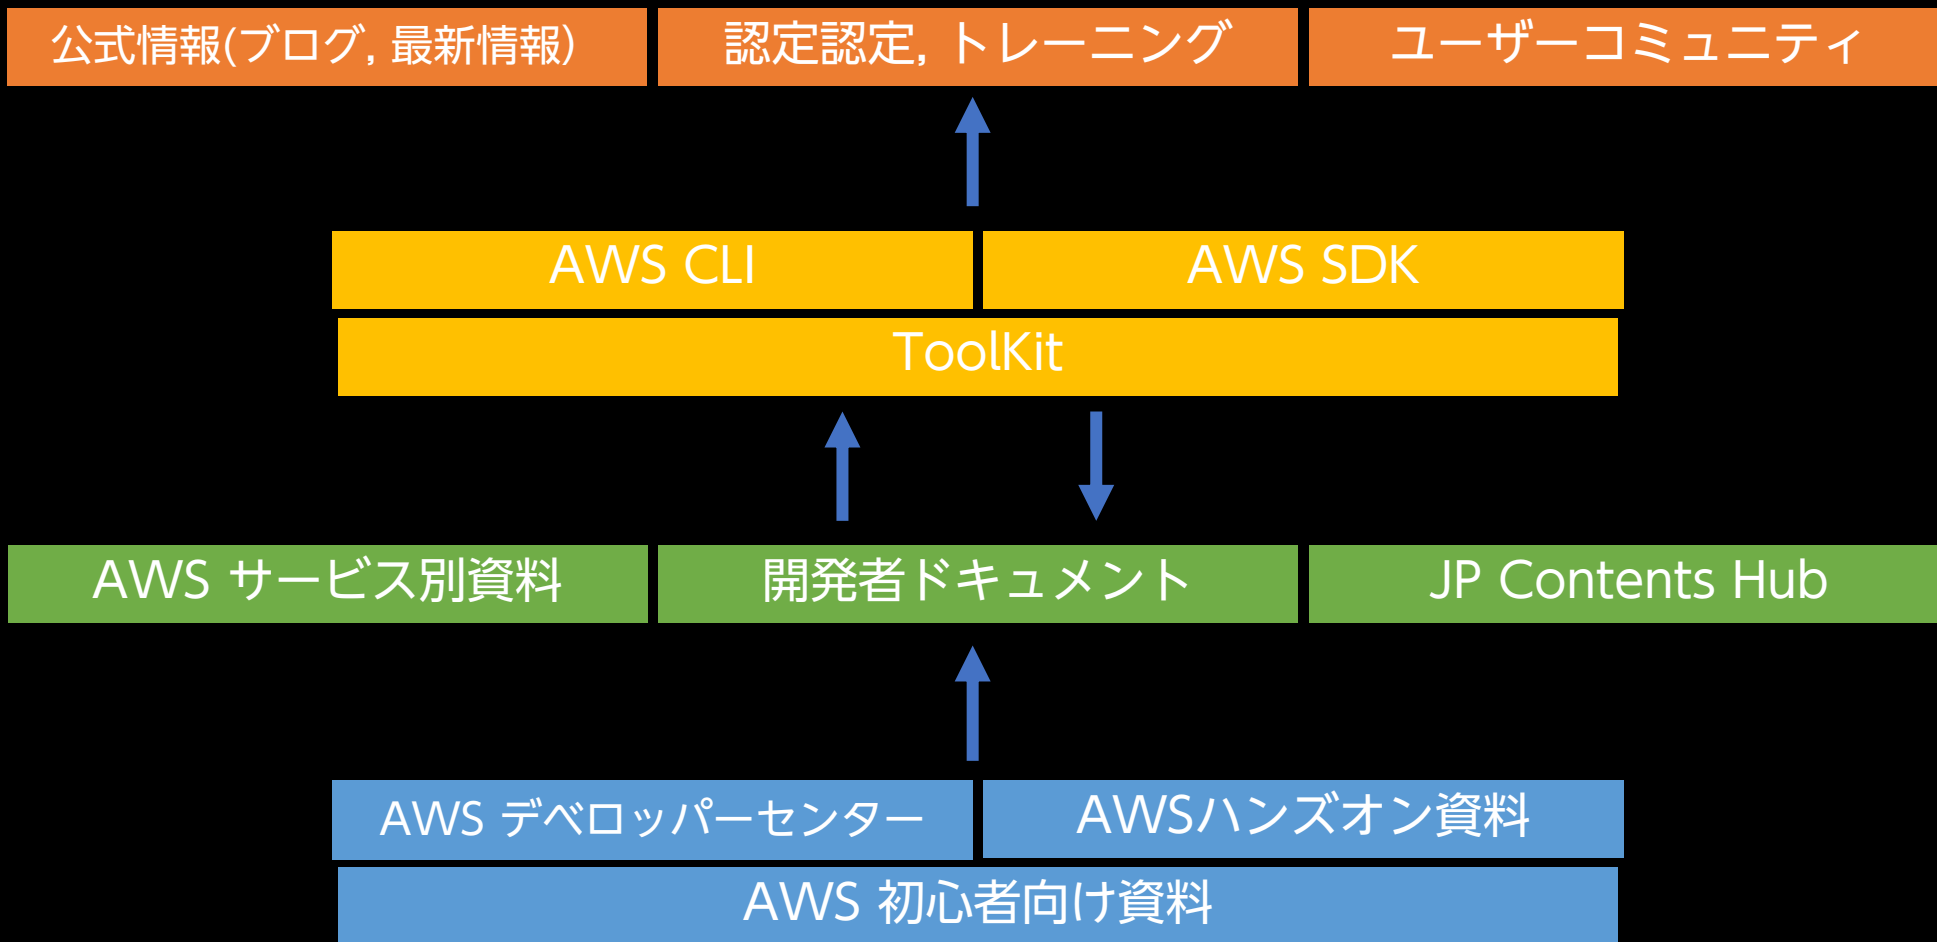 公式情報(ブログ, 最新情報)
認定認定, トレーニング
ユーザーコミュニティ
AWS CLI
AWS SDK
ToolKit
AWS サービス別資料
開発者ドキュメント
JP Contents Hub
AWS デベロッパーセンター
AWSハンズオン資料
AWS 初心者向け資料